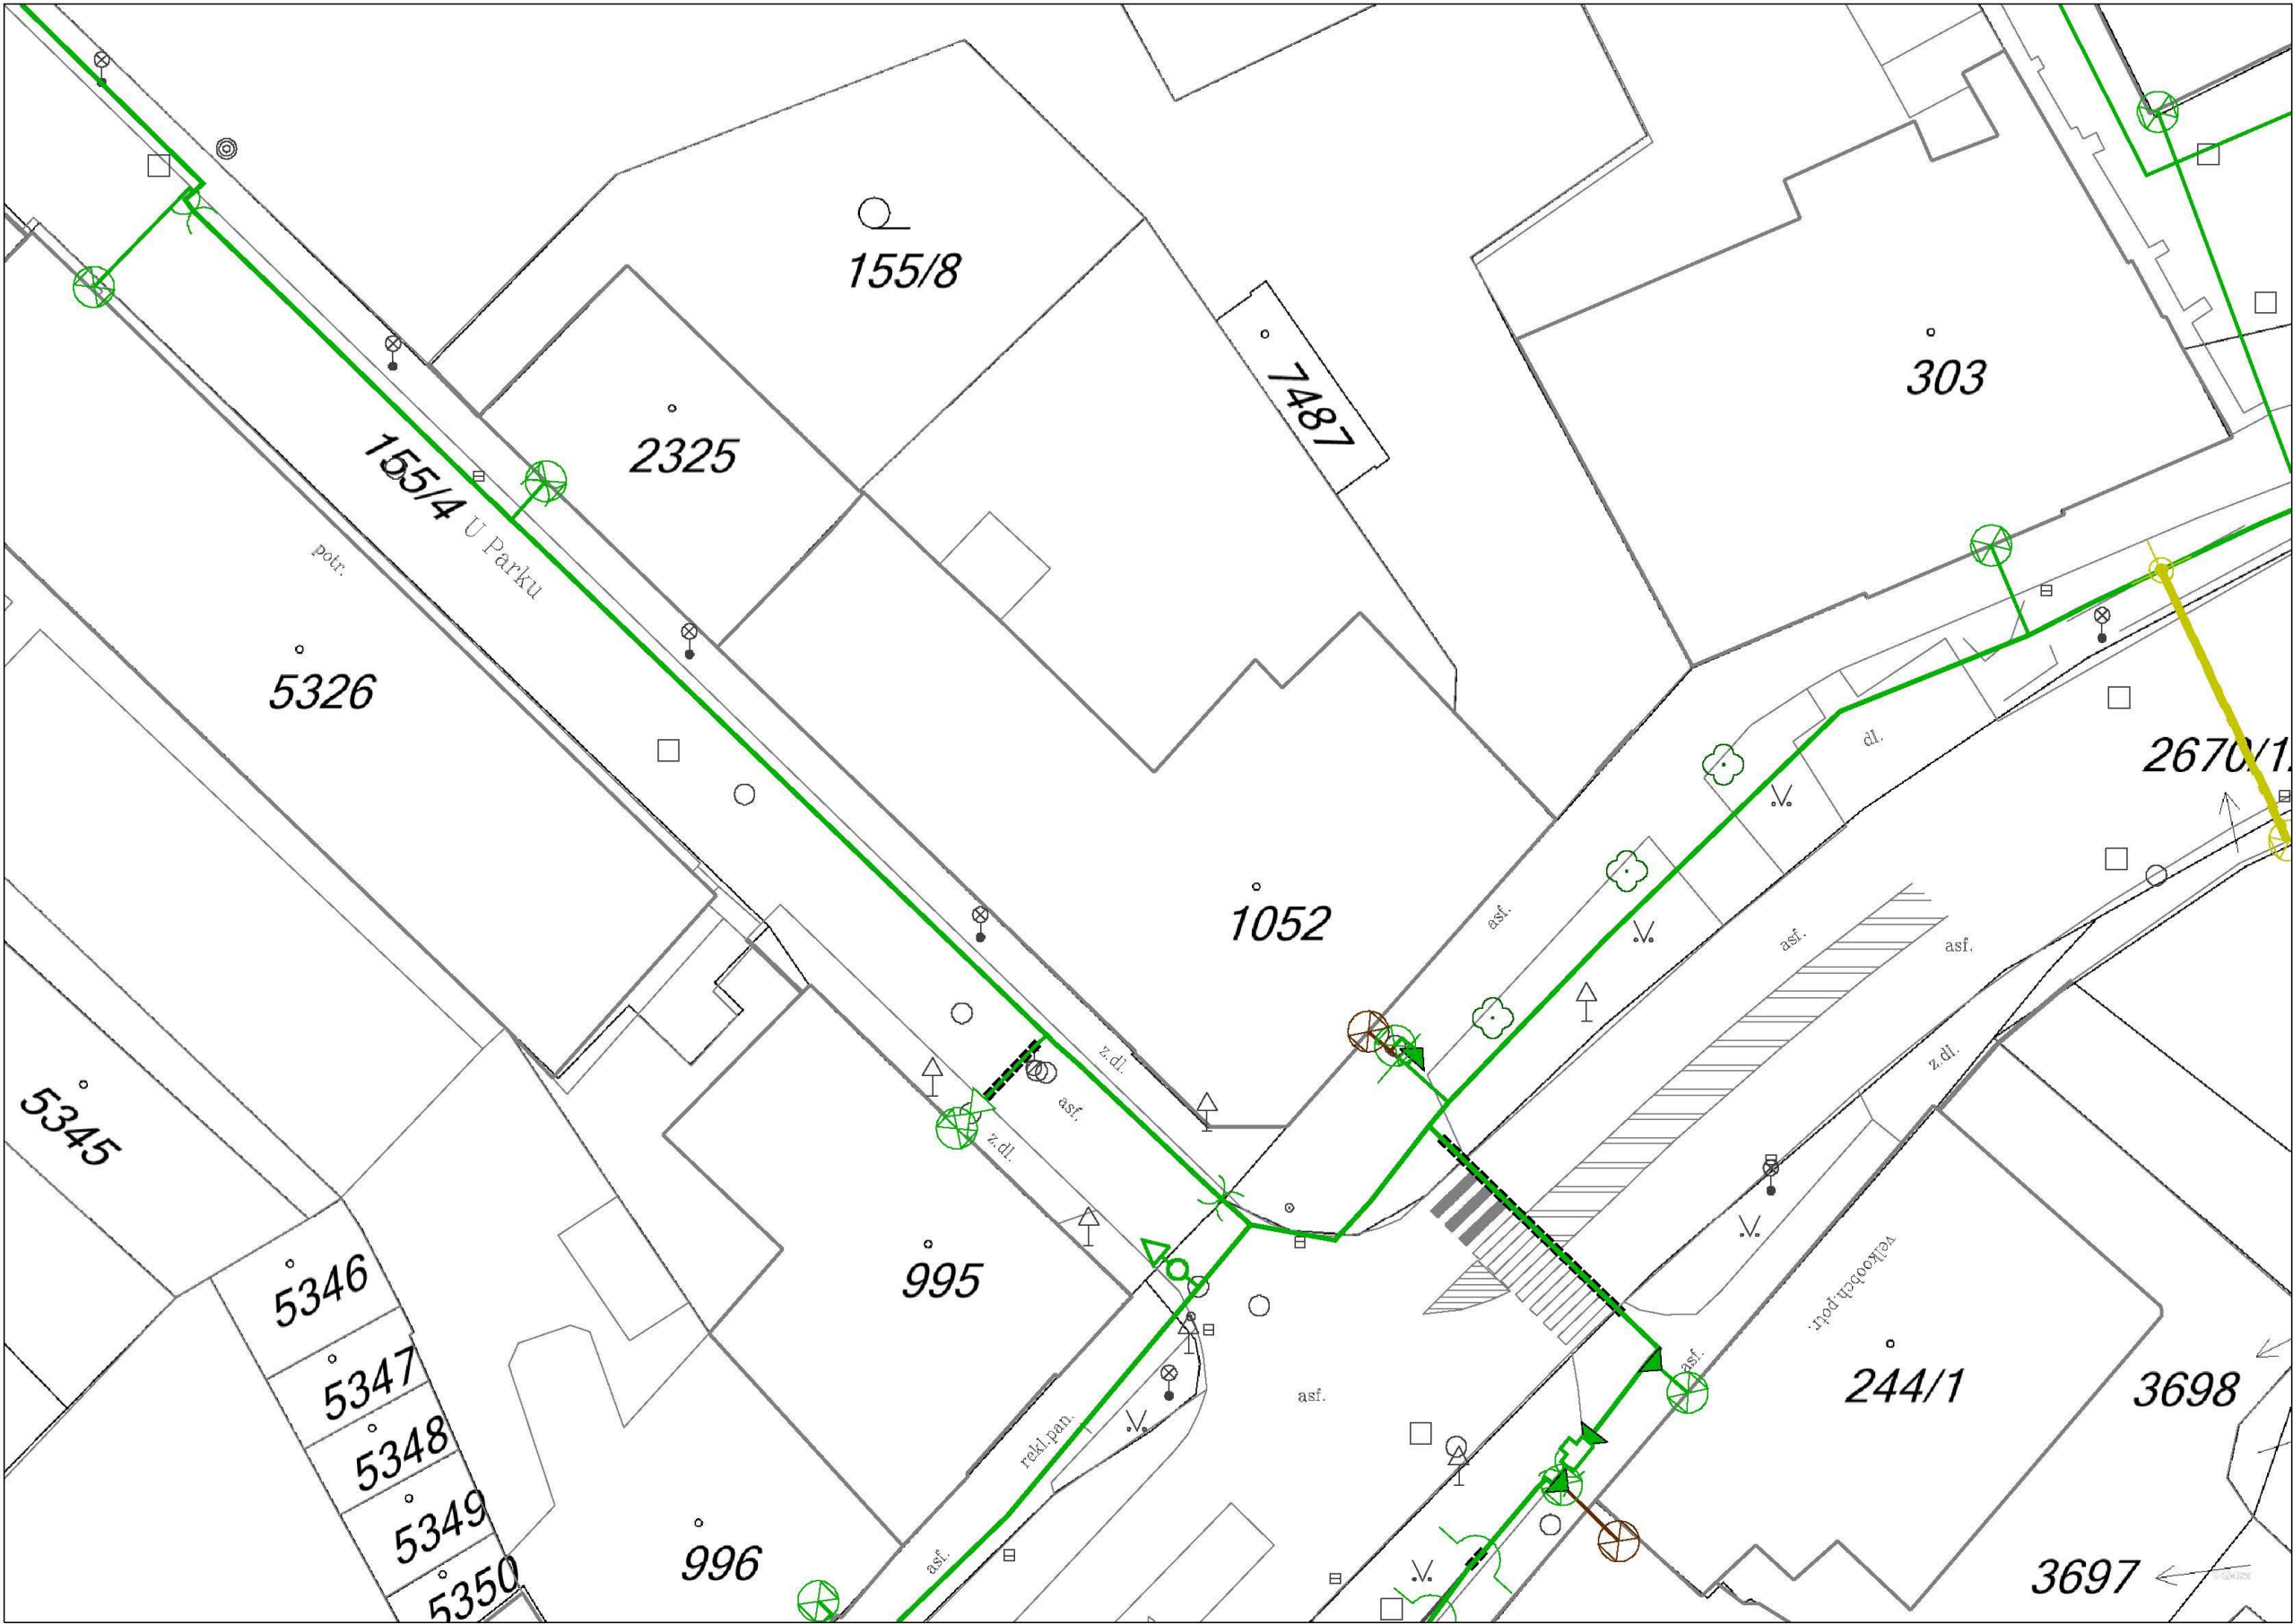 155/8
7487
303
2325
155/4
U Parku
potr.
5326
dl.
2670/1
1052
asf.
asf.
asf.
z.dl.
z.dl.
asf.
z.dl.
5345
995
velkoobch.potr.
5346
5347
5348
5349
5350
asf.
asf.
244/1
3698
rekl.pan.
996
asf.
3697